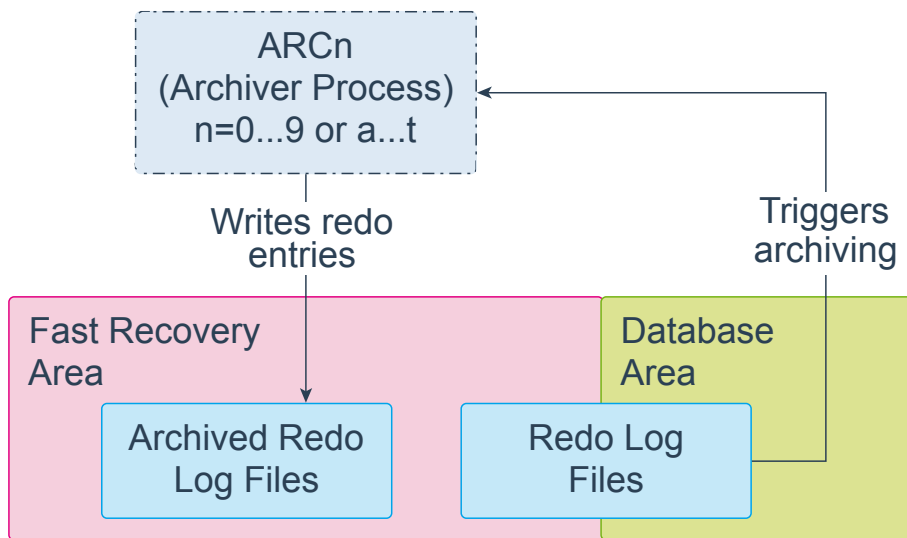 ARCn
(Archiver Process)
n=0...9 or a...t
Writes redo
entries
Triggers
archiving
Fast Recovery
Area
Database
Area
Archived Redo
Log Files
Redo Log
Files